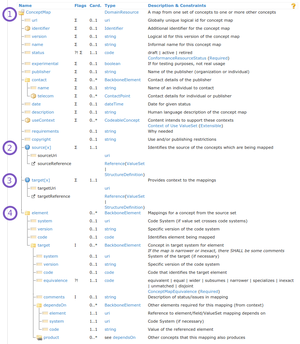 Name Flags Card. Type Description & Constraints ?
1 ConceptMap DomainResource A map from one set of concepts to one or more other concepts
url Σ 0..1 uri Globally unique logical id for concept map
identifier Σ 0..1 Identifier Additional identifier for the concept map
version Σ 0..1 string Logical id for this version of the concept map
name Σ 0..1 string Informal name for this concept map
status ?! Σ 1..1 code draft | active | retired
ConformanceResourceStatus (Required)
experimental Σ 0..1 boolean If for testing purposes, not real usage
publisher Σ 0..1 string Name of the publisher (organization or individual)
contact Σ 0..* BackboneElement Contact details of the publisher
name Σ 0..1 string Name of an individual to contact
telecom Σ 0..* ContactPoint Contact details for individual or publisher
date Σ 0..1 dateTime Date for given status
description Σ 0..1 string Human language description of the concept map
useContext Σ 0..* CodeableConcept Content intends to support these contexts
Context of Use ValueSet (Extensible)
requirements 0..1 string Why needed
copyright 0..1 string Use and/or publishing restrictions
2 source[x] Σ 1..1 Identifies the source of the concepts which are being mapped
sourceUri uri
sourceReference Reference(ValueSet
|
StructureDefinition)
3 target[x] Σ 1..1 Provides context to the mappings
targetUri uri
targetReference Reference(ValueSet
|
StructureDefinition)
4 element 0..* BackboneElement Mappings for a concept from the source set
system 0..1 uri Code System (if value set crosses code systems)
version 0..1 string Specific version of the code system
code 0..1 code Identifies element being mapped
target I 0..* BackboneElement Concept in target system for element
If the map is narrower or inexact, there SHALL be some comments
system 0..1 uri System of the target (if necessary)
version 0..1 string Specific version of the code system
code 0..1 code Code that identifies the target element
equivalence ?! 1..1 code equivalent | equal | wider | subsumes | narrower | specializes | inexact
| unmatched | disjoint
ConceptMapEquivalence (Required)
comments I 0..1 string Description of status/issues in mapping
dependsOn 0..* BackboneElement Other elements required for this mapping (from context)
element 1..1 uri Reference to element/field/ValueSet mapping depends on
system 1..1 uri Code System (if necessary)
code 1..1 string Value of the referenced element
product 0..* see dependsOn Other concepts that this mapping also produces